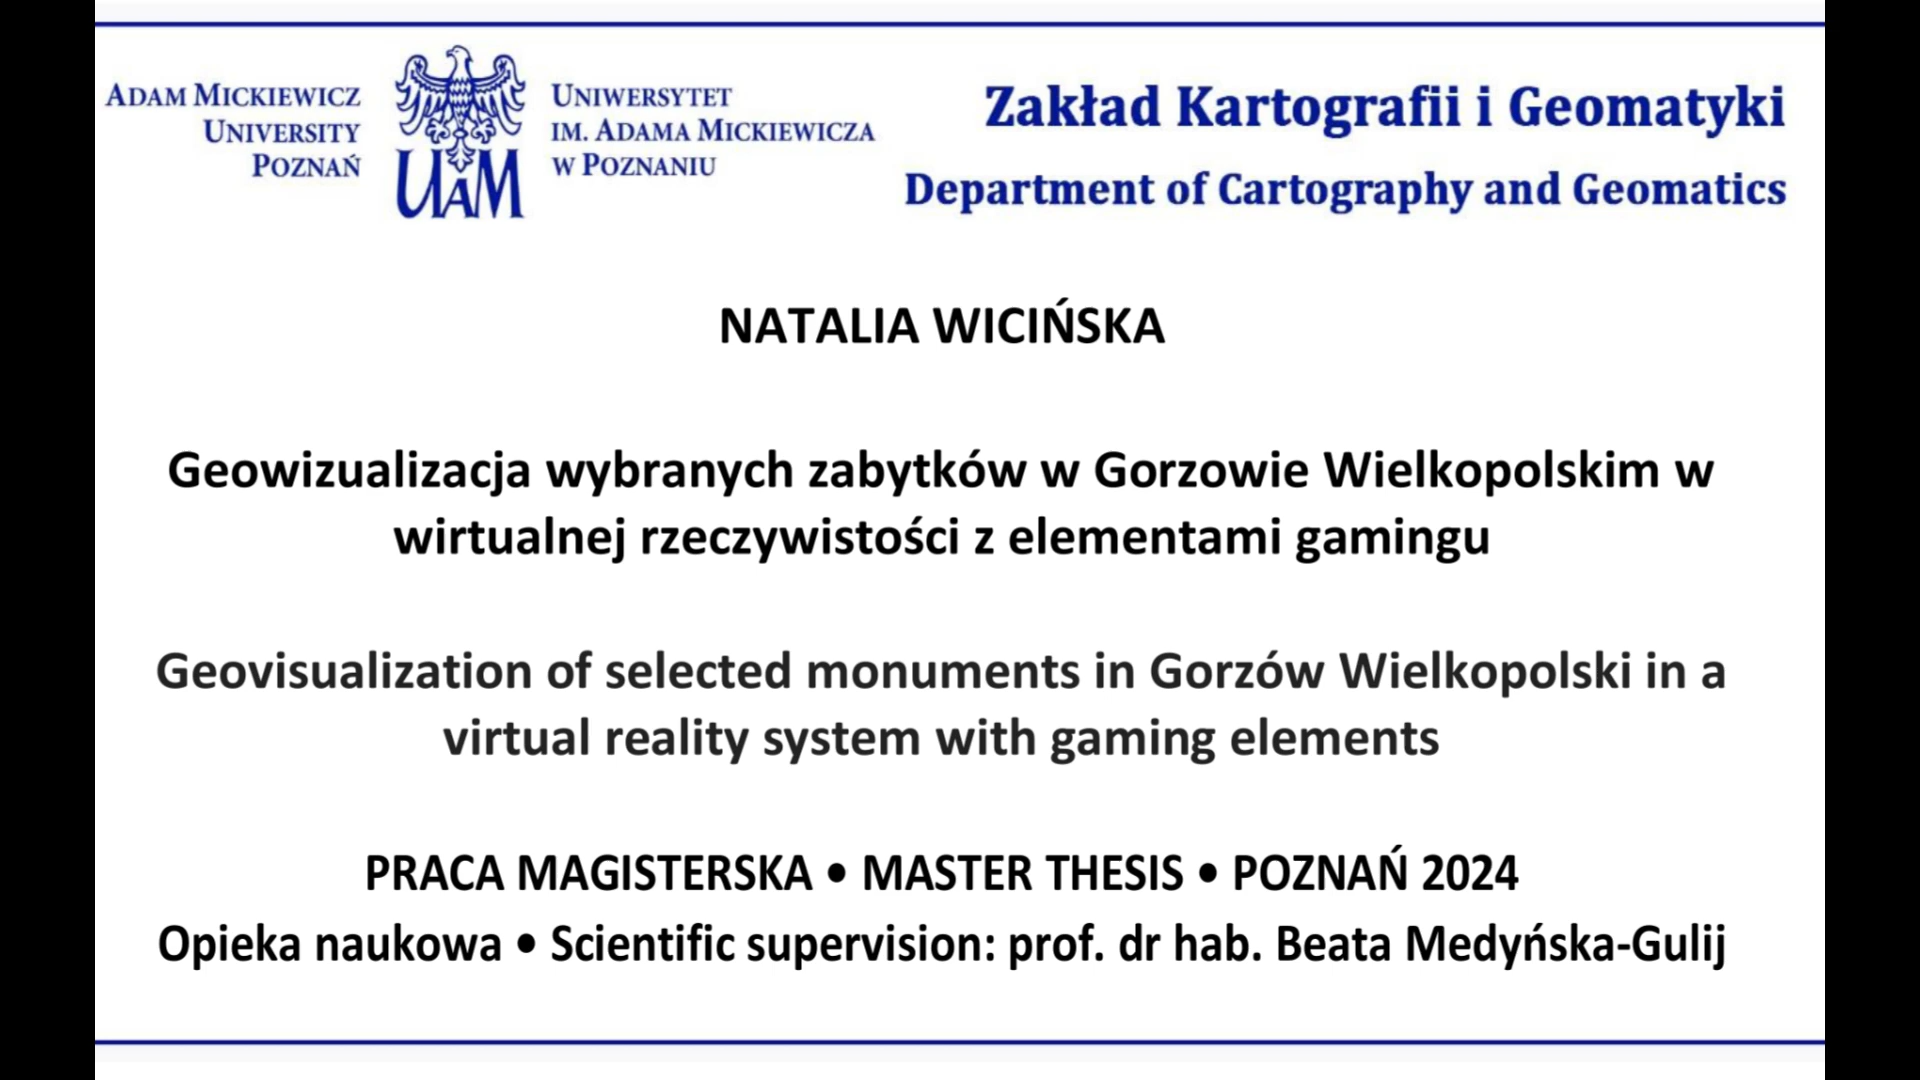 ADAM MICKIEWICZ
UNIVERSITY
POZNAŃ
UAM
UNIWERSYTET
IM. ADAMA MICKIEWICZA
W POZNANIU
Zakład Kartografii i Geomatyki
Department of Cartography and Geomatics
NATALIA WICIŃSKA
Geowizualizacja wybranych zabytków w Gorzowie Wielkopolskim w
wirtualnej rzeczywistości z elementami gamingu
Geovisualization of selected monuments in Gorzów Wielkopolski in a
virtual reality system with gaming elements
PRACA MAGISTERSKA • MASTER THESIS • POZNAŃ 2024
Opieka naukowa • Scientific supervision: prof. dr hab. Beata Medyńska-Gulij